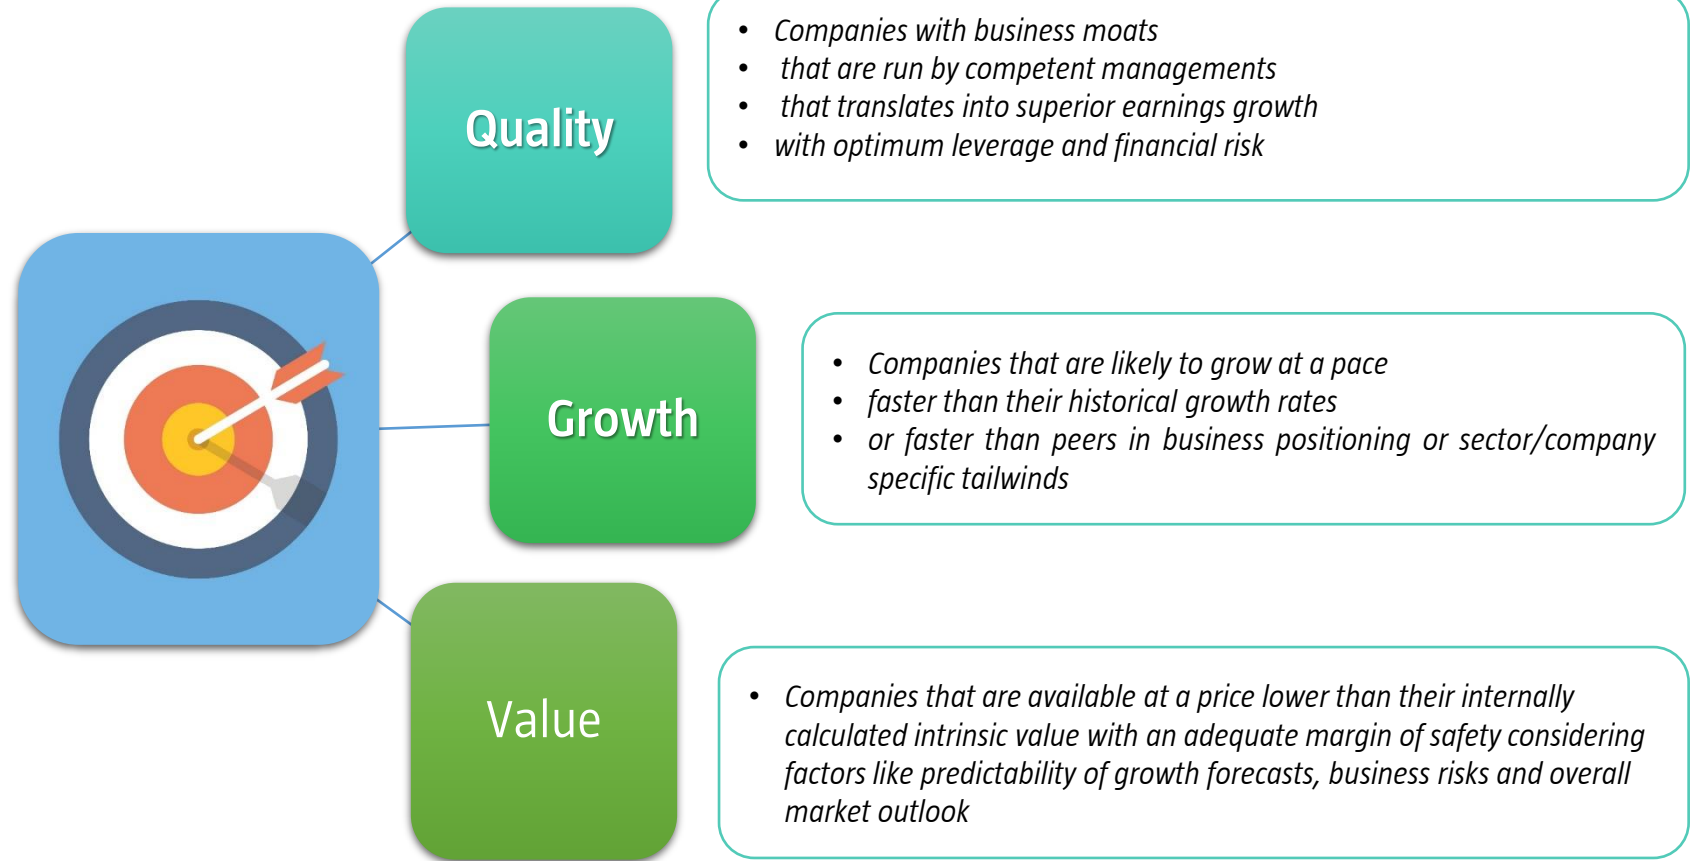 Quality
• Companies with business moats
• that are run by competent managements
• that translates into superior earnings growth
• with optimum leverage and financial risk
Growth
• Companies that are likely to grow at a pace
• faster than their historical growth rates
• or faster than peers in business positioning or sector/company
specific tailwinds
Value
• Companies that are available at a price lower than their internally
calculated intrinsic value with an adequate margin of safety considering
factors like predictability of growth forecasts, business risks and overall
market outlook